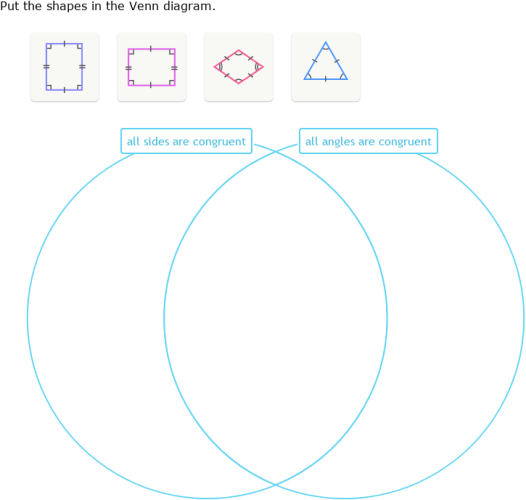 Put the shapes in the Venn diagram.
all sides are congruent
all angles are congruent